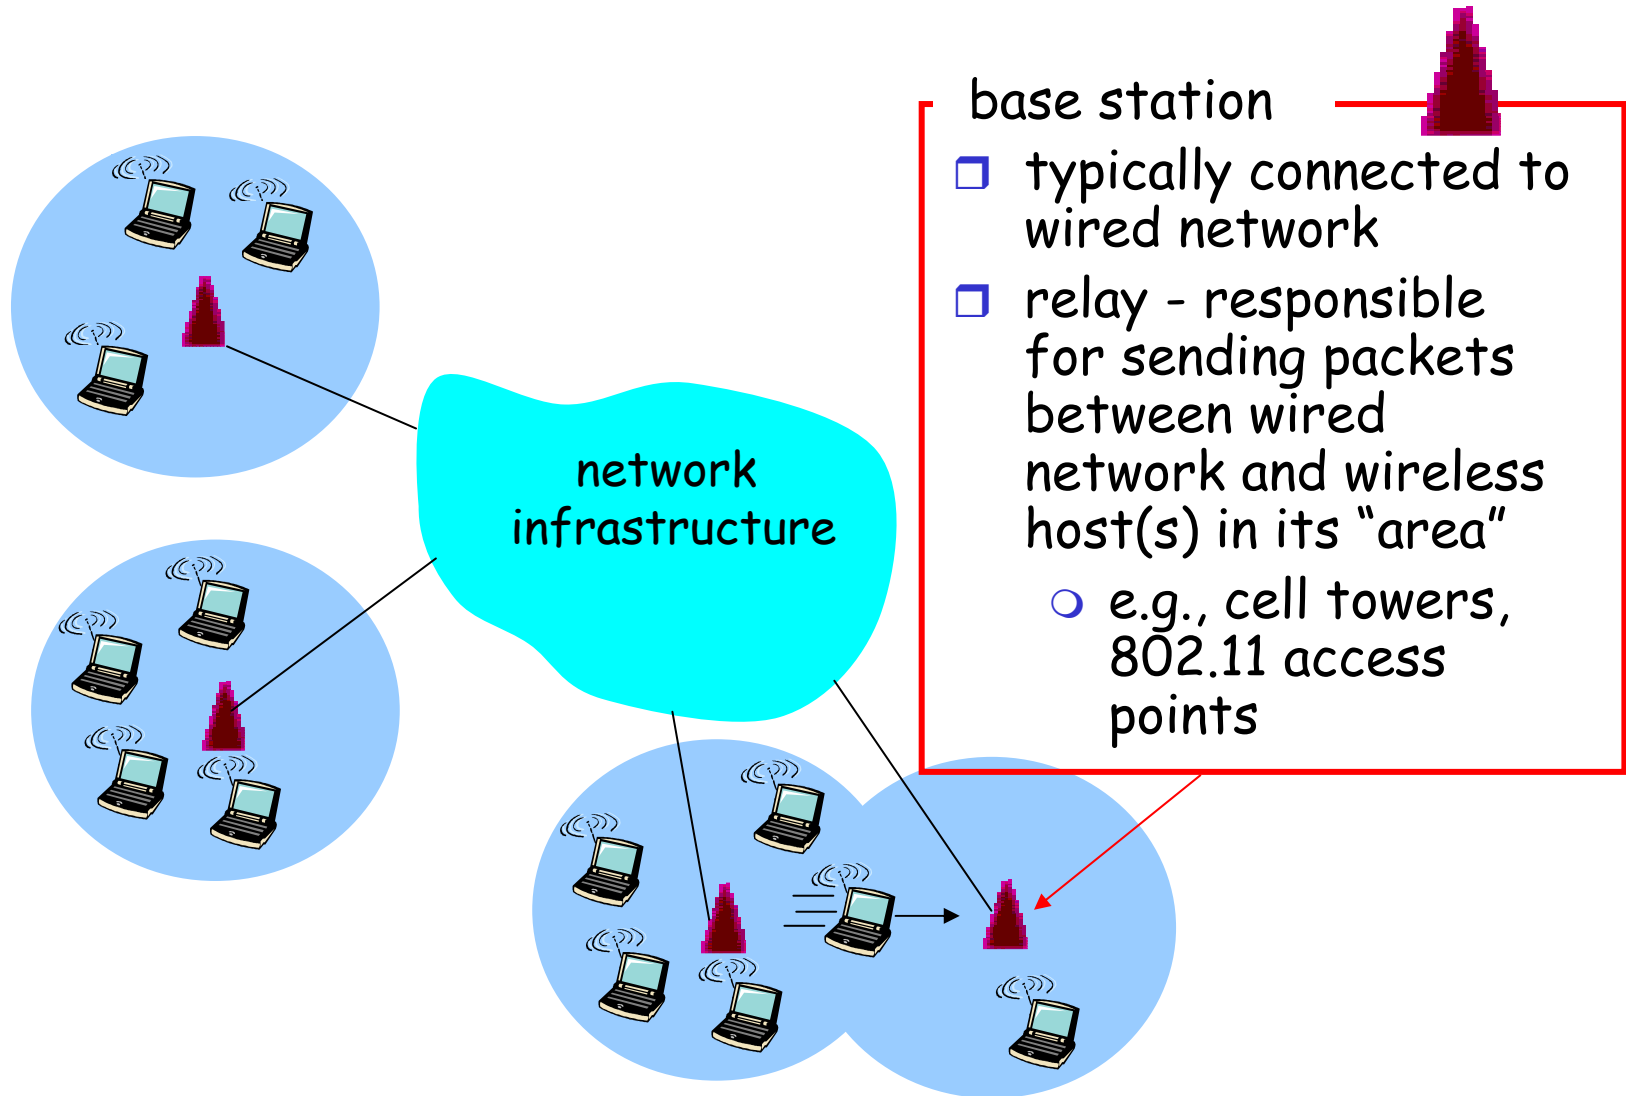 base station
typically connected to
wired network
relay - responsible
for sending packets
between wired
network and wireless
host(s) in its “area”
e.g., cell towers,
802.11 access
points
network
infrastructure